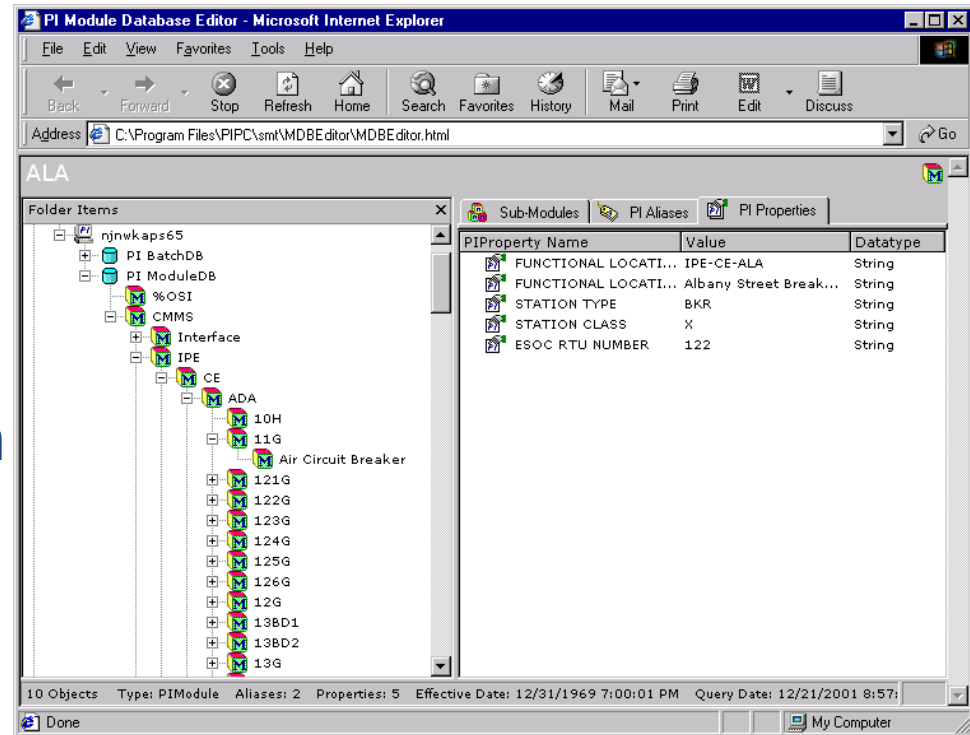 PI Module Database Editor - Microsoft Internet Explorer
File Edit View Favorites Tools Help
Back Forward Stop Refresh Home Search Favorites History Mail Print Edit Discuss
Address C:\Program Files\PIPC\smt\MDBEditor\MDBEditor.html Go
ALA
Folder Items
Sub-Modules PI Aliases PI Properties
njnwkaps65
PI BatchDB
PI ModuleDB
%OSI
CMMS
Interface
IPE
CE
ADA
10H
11G
Air Circuit Breaker
121G
122G
123G
124G
125G
126G
12G
13BD1
13BD2
13G
PIProperty Name Value Datatype
FUNCTIONAL LOCATI... IPE-CE-ALA String
FUNCTIONAL LOCATI... Albany Street Break... String
STATION TYPE BKR String
STATION CLASS X String
ESOC RTU NUMBER 122 String
10 Objects Type: PIModule Aliases: 2 Properties: 5 Effective Date: 12/31/1969 7:00:01 PM Query Date: 12/21/2001 8:57:
Done My Computer